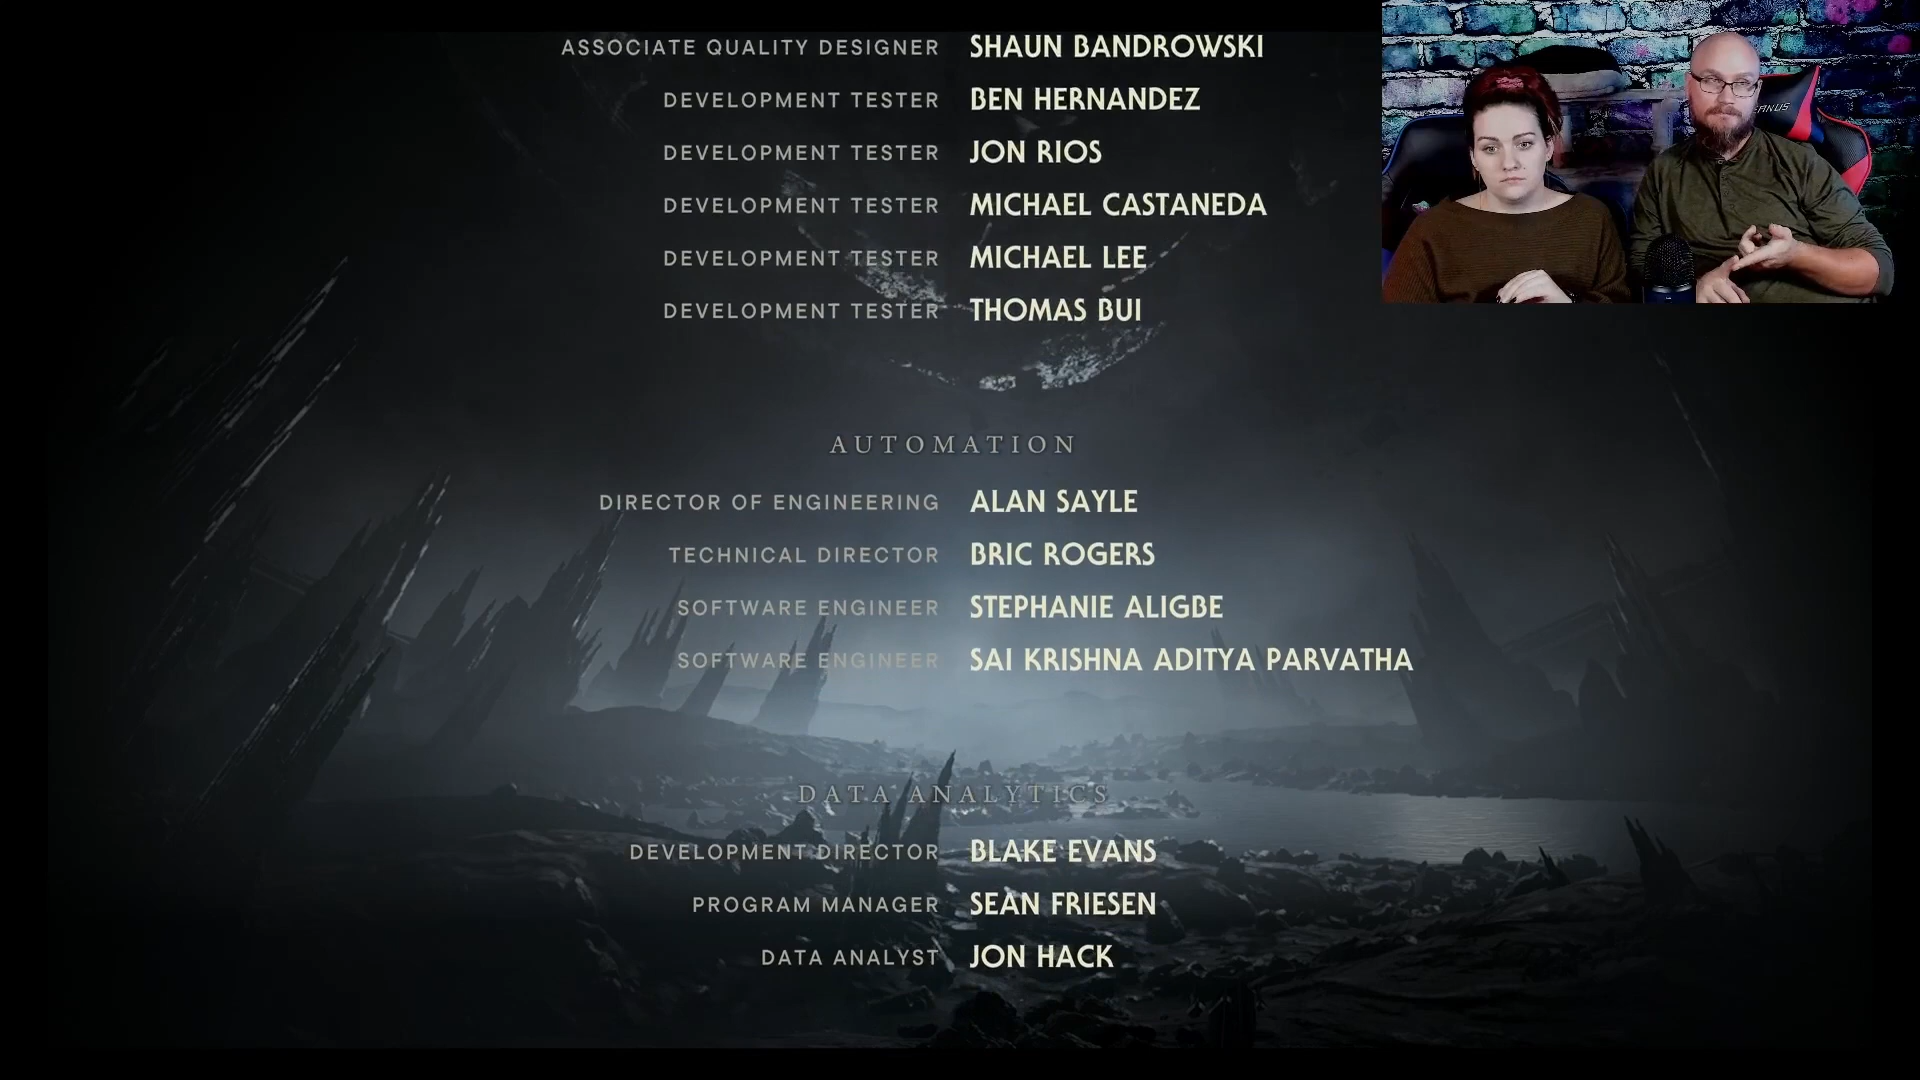 ASSOCIATE QUALITY DESIGNER SHAUN BANDROWSKI
DEVELOPMENT TESTER BEN HERNANDEZ
DEVELOPMENT TESTER JON RIOS
DEVELOPMENT TESTER MICHAEL CASTANEDA
DEVELOPMENT TESTER MICHAEL LEE
DEVELOPMENT TESTER THOMAS BUI
AUTOMATION
DIRECTOR OF ENGINEERING ALAN SAYLE
TECHNICAL DIRECTOR BRIC ROGERS
SOFTWARE ENGINEER STEPHANIE ALIGBE
SOFTWARE ENGINEER SAI KRISHNA ADITYA PARVATHA
DATA ANALYTICS
DEVELOPMENT DIRECTOR BLAKE EVANS
PROGRAM MANAGER SEAN FRIESEN
DATA ANALYST JON HACK